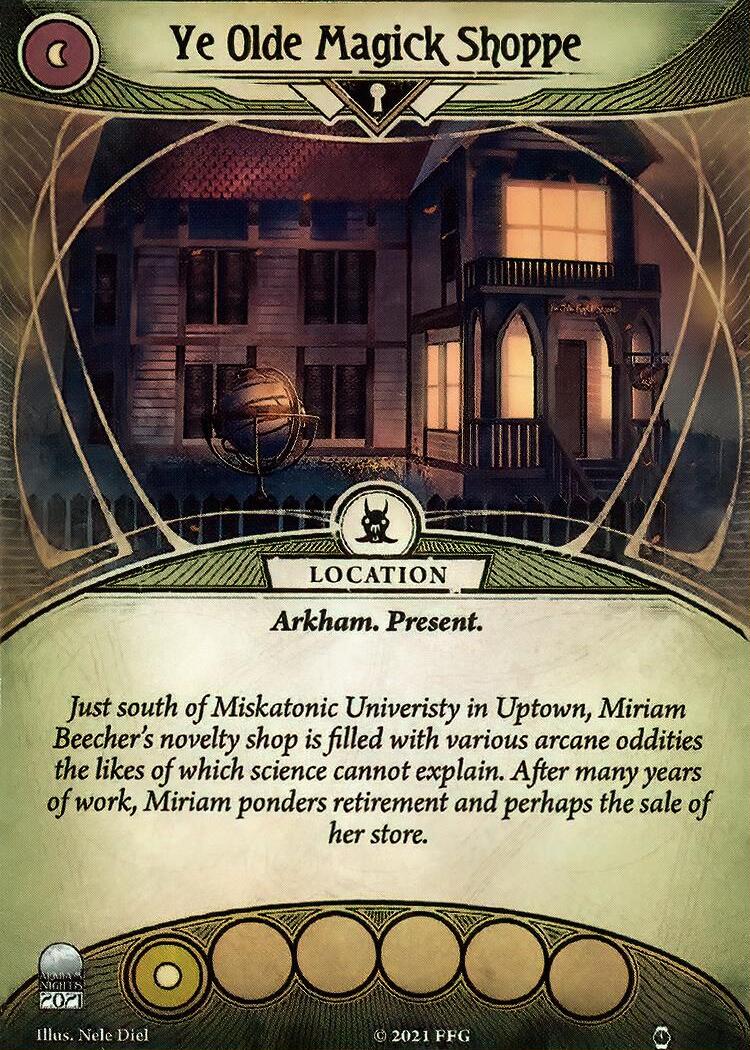 Ye Olde Magick Shoppe
LOCATION
Arkham. Present.
Just south of Miskatonic Univeristy in Uptown, Miriam
Beecher's novelty shop is filled with various arcane oddities
the likes of which science cannot explain. After many years
of work, Miriam ponders retirement and perhaps the sale of
her store.
ARKHAM
NIGHTS
2021
Illus. Nele Diel
© 2021 FFG